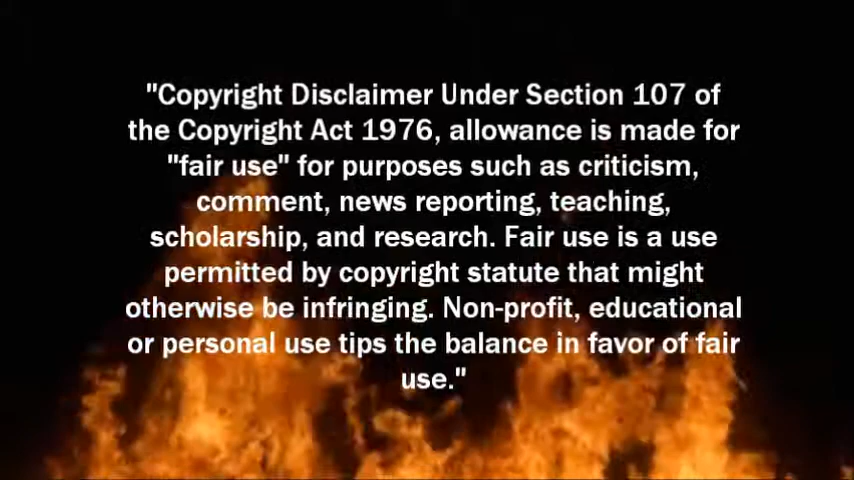 "Copyright Disclaimer Under Section 107 of
the Copyright Act 1976, allowance is made for
"fair use" for purposes such as criticism,
comment, news reporting, teaching,
scholarship, and research. Fair use is a use
permitted by copyright statute that might
otherwise be infringing. Non-profit, educational
or personal use tips the balance in favor of fair
use."